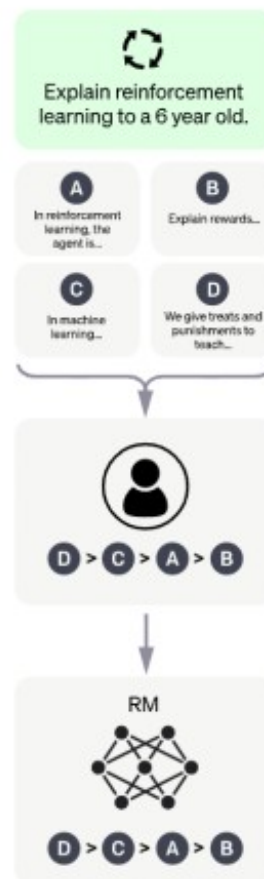 Explain reinforcement
learning to a 6 year old.
A
In reinforcement
learning, the
agent is...
B
Explain rewards...
C
In machine
learning...
D
We give treats and
punishments to
teach...
D > C > A > B
RM
D > C > A > B